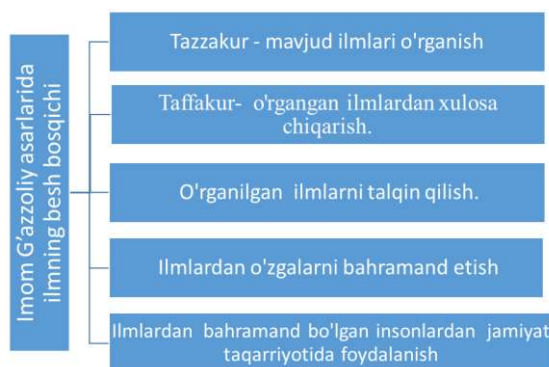 Imom G'azzoliy asarlarida
ilmning besh bosqichi
Tazzakur - mavjud ilmlari o'rganish
Taffakur- o'rgangan ilmlardan xulosa
chiqarish.
O'rganilgan ilmlarni talqin qilish.
Ilmlardan o'zgalarni bahramand etish
Ilmlardan bahramand bo'lgan insonlardan jamiyat
taqarriyotida foydalanish